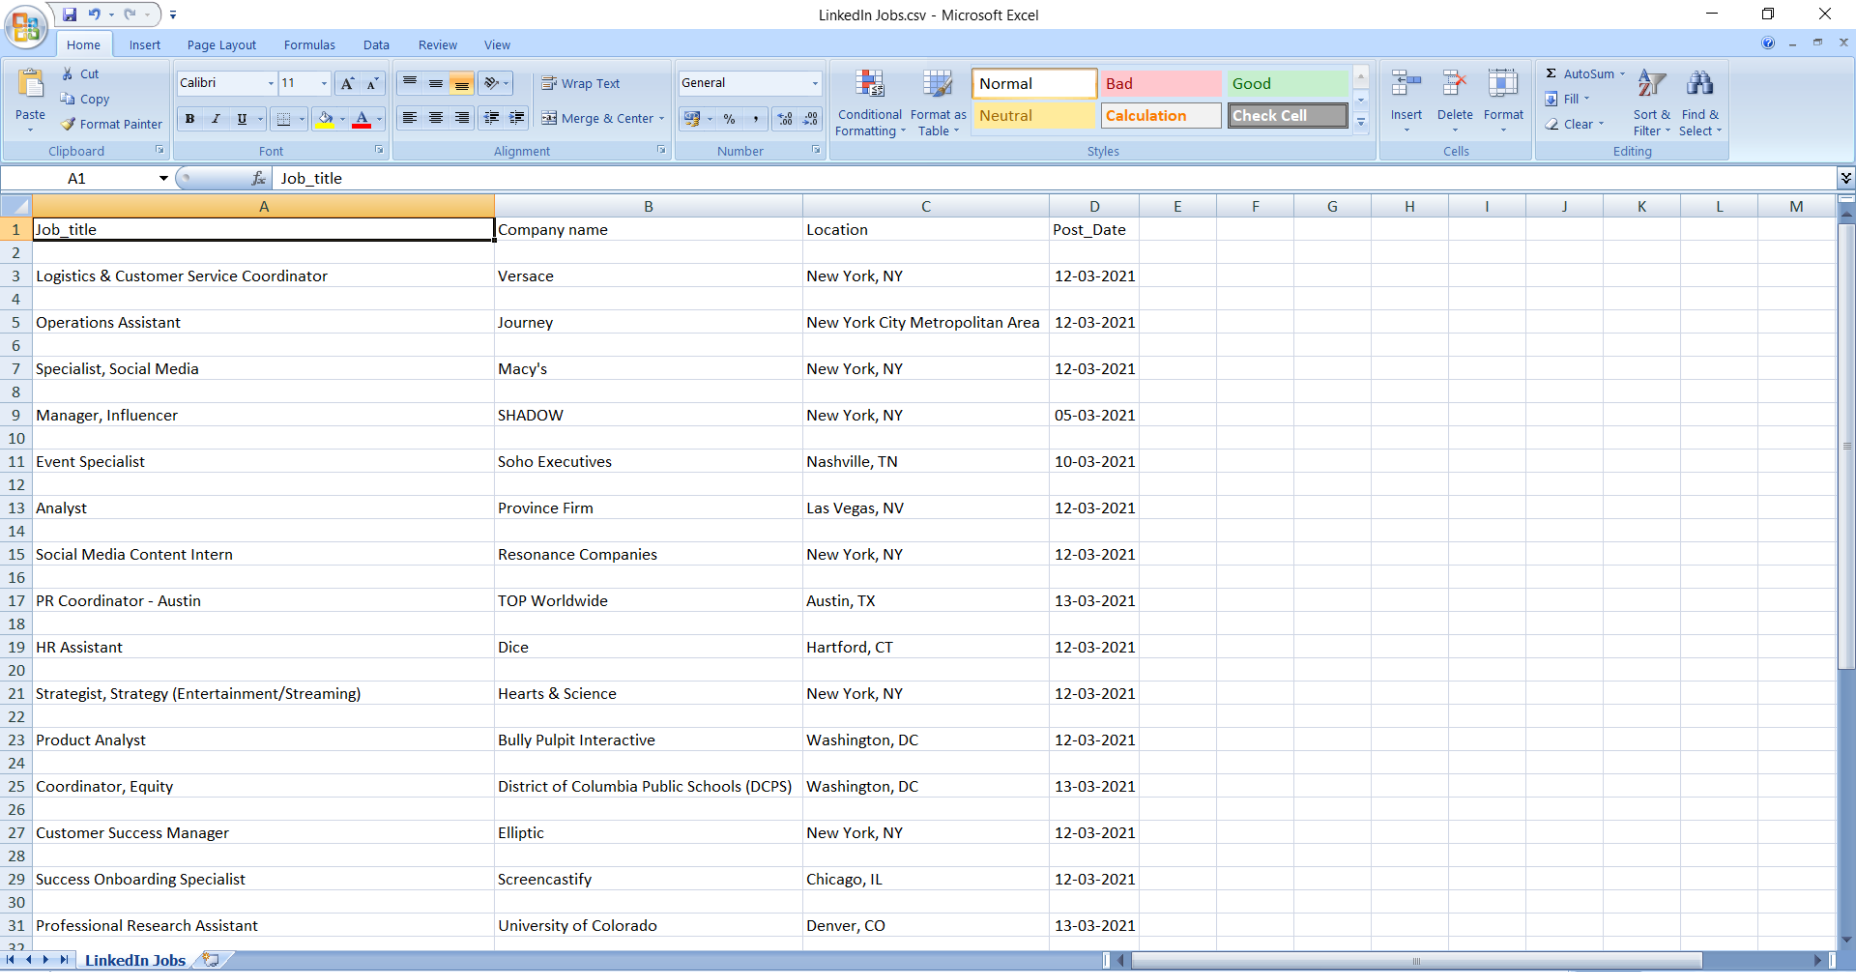 LinkedIn Jobs.csv - Microsoft Excel
Home Insert Page Layout Formulas Data Review View
Paste
Cut
Copy
Format Painter
Clipboard
Calibri 11
B I U
Font
Wrap Text
Merge & Center
Alignment
General
% ,
Number
Conditional Formatting
Format as Table
Normal Bad Good
Neutral Calculation Check Cell
Styles
Insert Delete Format
Cells
Σ AutoSum
Fill
Clear
Sort & Filter
Find & Select
Editing
A1 fx Job_title
A B C D E F G H I J K L M
1 Job_title Company name Location Post_Date
2
3 Logistics & Customer Service Coordinator Versace New York, NY 12-03-2021
4
5 Operations Assistant Journey New York City Metropolitan Area 12-03-2021
6
7 Specialist, Social Media Macy's New York, NY 12-03-2021
8
9 Manager, Influencer SHADOW New York, NY 05-03-2021
10
11 Event Specialist Soho Executives Nashville, TN 10-03-2021
12
13 Analyst Province Firm Las Vegas, NV 12-03-2021
14
15 Social Media Content Intern Resonance Companies New York, NY 12-03-2021
16
17 PR Coordinator - Austin TOP Worldwide Austin, TX 13-03-2021
18
19 HR Assistant Dice Hartford, CT 12-03-2021
20
21 Strategist, Strategy (Entertainment/Streaming) Hearts & Science New York, NY 12-03-2021
22
23 Product Analyst Bully Pulpit Interactive Washington, DC 12-03-2021
24
25 Coordinator, Equity District of Columbia Public Schools (DCPS) Washington, DC 13-03-2021
26
27 Customer Success Manager Elliptic New York, NY 12-03-2021
28
29 Success Onboarding Specialist Screencastify Chicago, IL 12-03-2021
30
31 Professional Research Assistant University of Colorado Denver, CO 13-03-2021
32
LinkedIn Jobs